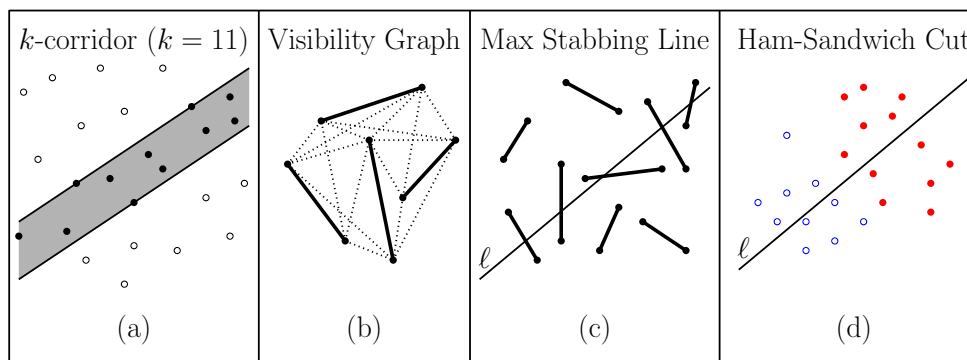 k-corridor (k = 11)
Visibility Graph
Max Stabbing Line
Ham-Sandwich Cut
ℓ
ℓ
(a)
(b)
(c)
(d)